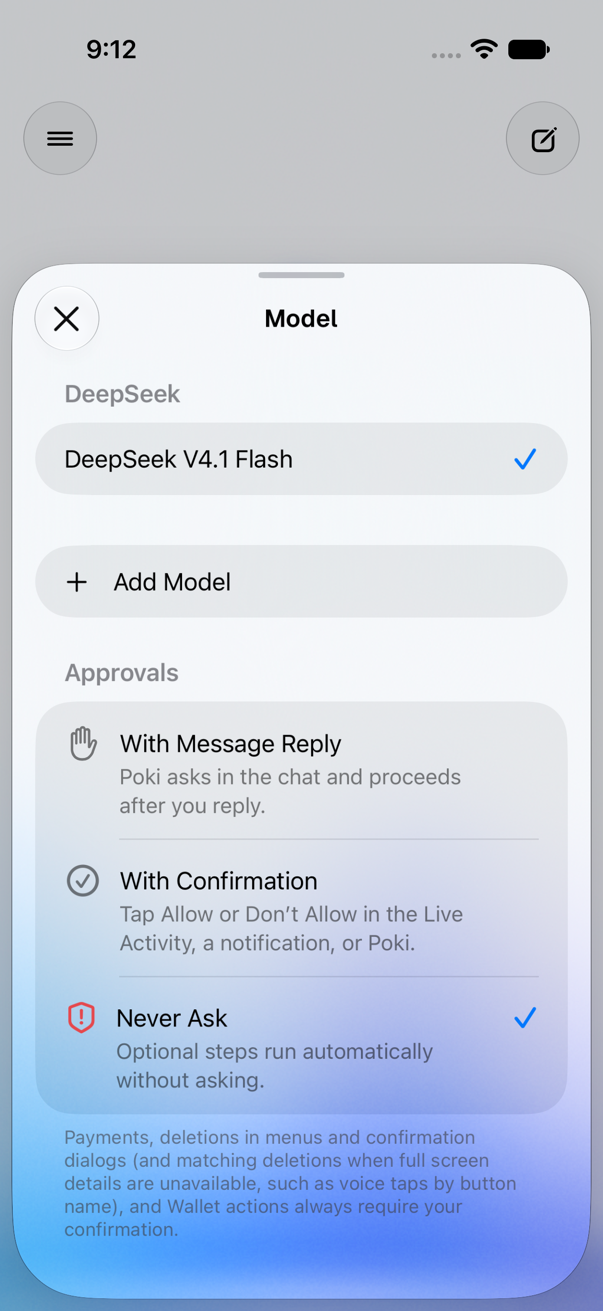 9:12
Model
DeepSeek
DeepSeek V4.1 Flash
Add Model
Approvals
With Message Reply
Poki asks in the chat and proceeds
after you reply.
With Confirmation
Tap Allow or Don’t Allow in the Live
Activity, a notification, or Poki.
Never Ask
Optional steps run automatically
without asking.
Payments, deletions in menus and confirmation
dialogs (and matching deletions when full screen
details are unavailable, such as voice taps by button
name), and Wallet actions always require your
confirmation.